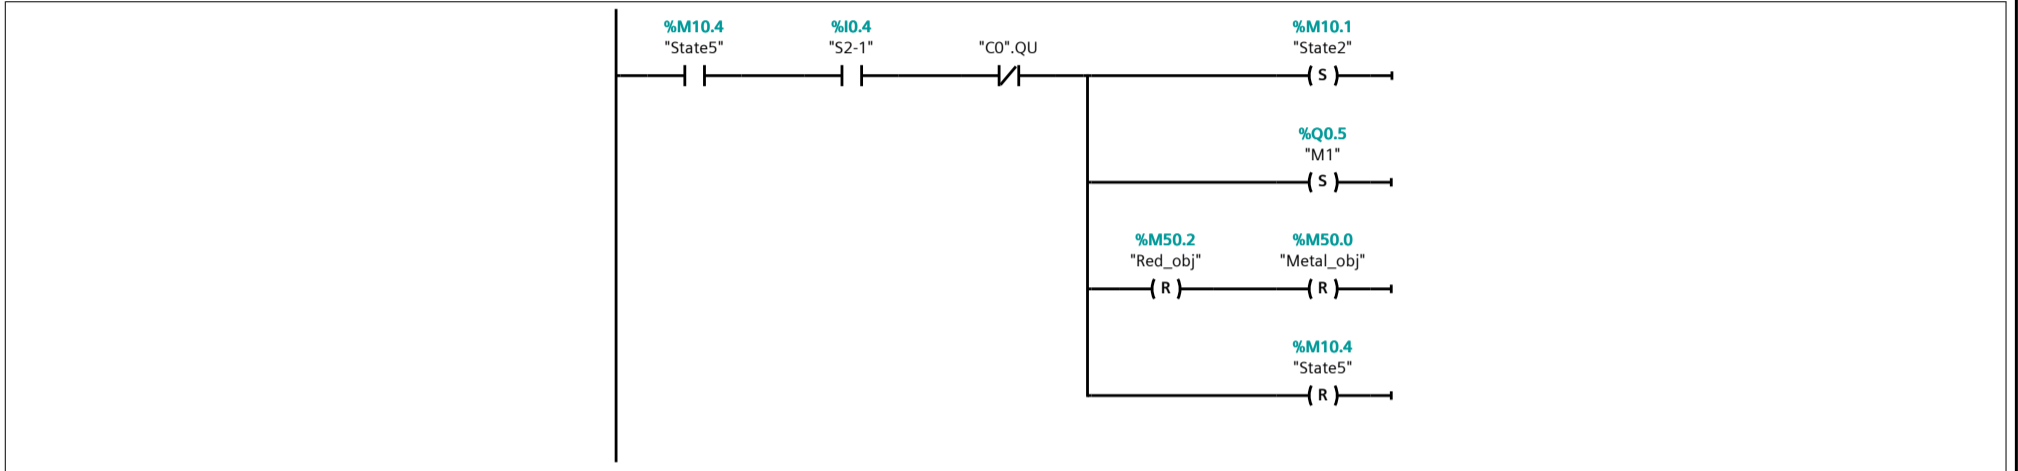 %M10.4 %I0.4 %M10.1
"State5" "S2-1" "C0".QU "State2"
S
%Q0.5
"M1"
S
%M50.2 %M50.0
"Red_obj" "Metal_obj"
R R
%M10.4
"State5"
R